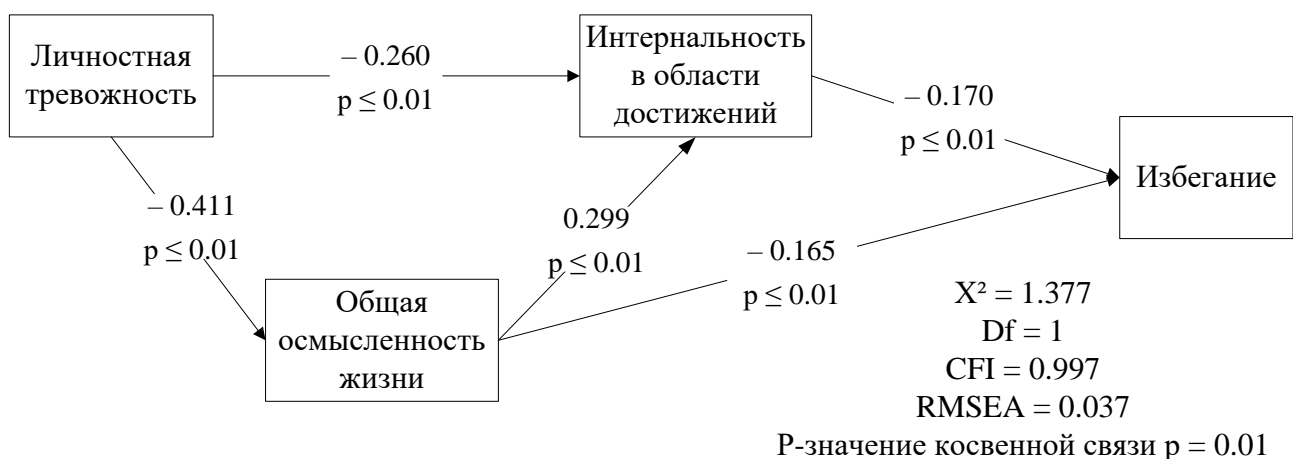 Личностная
тревожность
– 0.260
p ≤ 0.01
Интернальность
в области
достижений
– 0.170
p ≤ 0.01
Избегание
– 0.411
p ≤ 0.01
0.299
p ≤ 0.01
– 0.165
p ≤ 0.01
Общая
осмысленность
жизни
X² = 1.377
Df = 1
CFI = 0.997
RMSEA = 0.037
P-значение косвенной связи p = 0.01